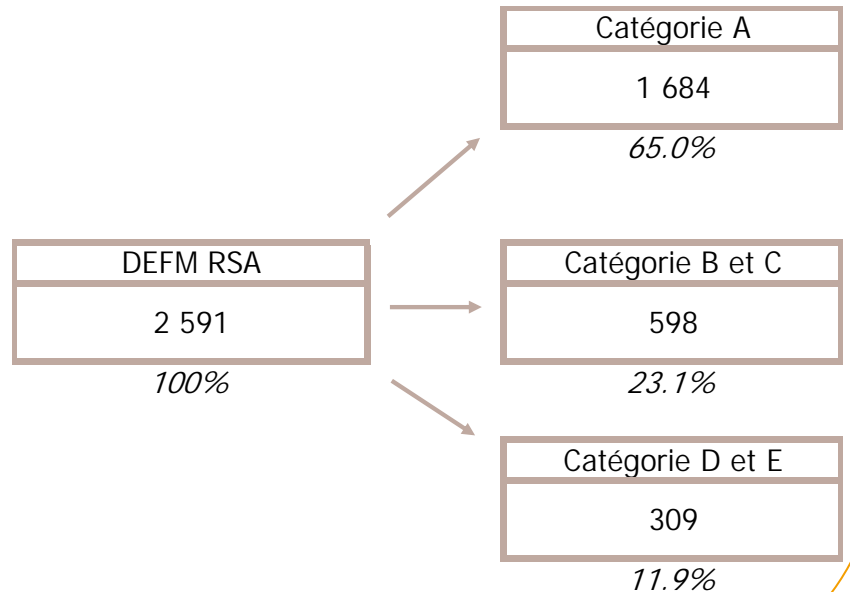 Catégorie A
1 684
65.0%
DEFM RSA
2 591
100%
Catégorie B et C
598
23.1%
Catégorie D et E
309
11.9%